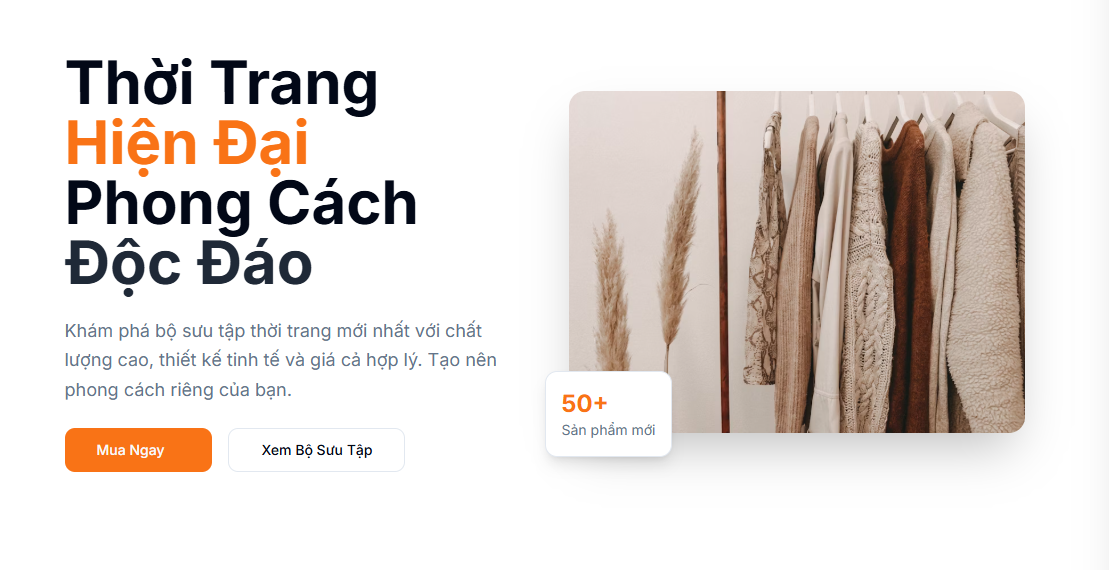 Thời Trang
Hiện Đại
Phong Cách
Độc Đáo
Khám phá bộ sưu tập thời trang mới nhất với chất
lượng cao, thiết kế tinh tế và giá cả hợp lý. Tạo nên
phong cách riêng của bạn.
Mua Ngay
Xem Bộ Sưu Tập
50+
Sản phẩm mới